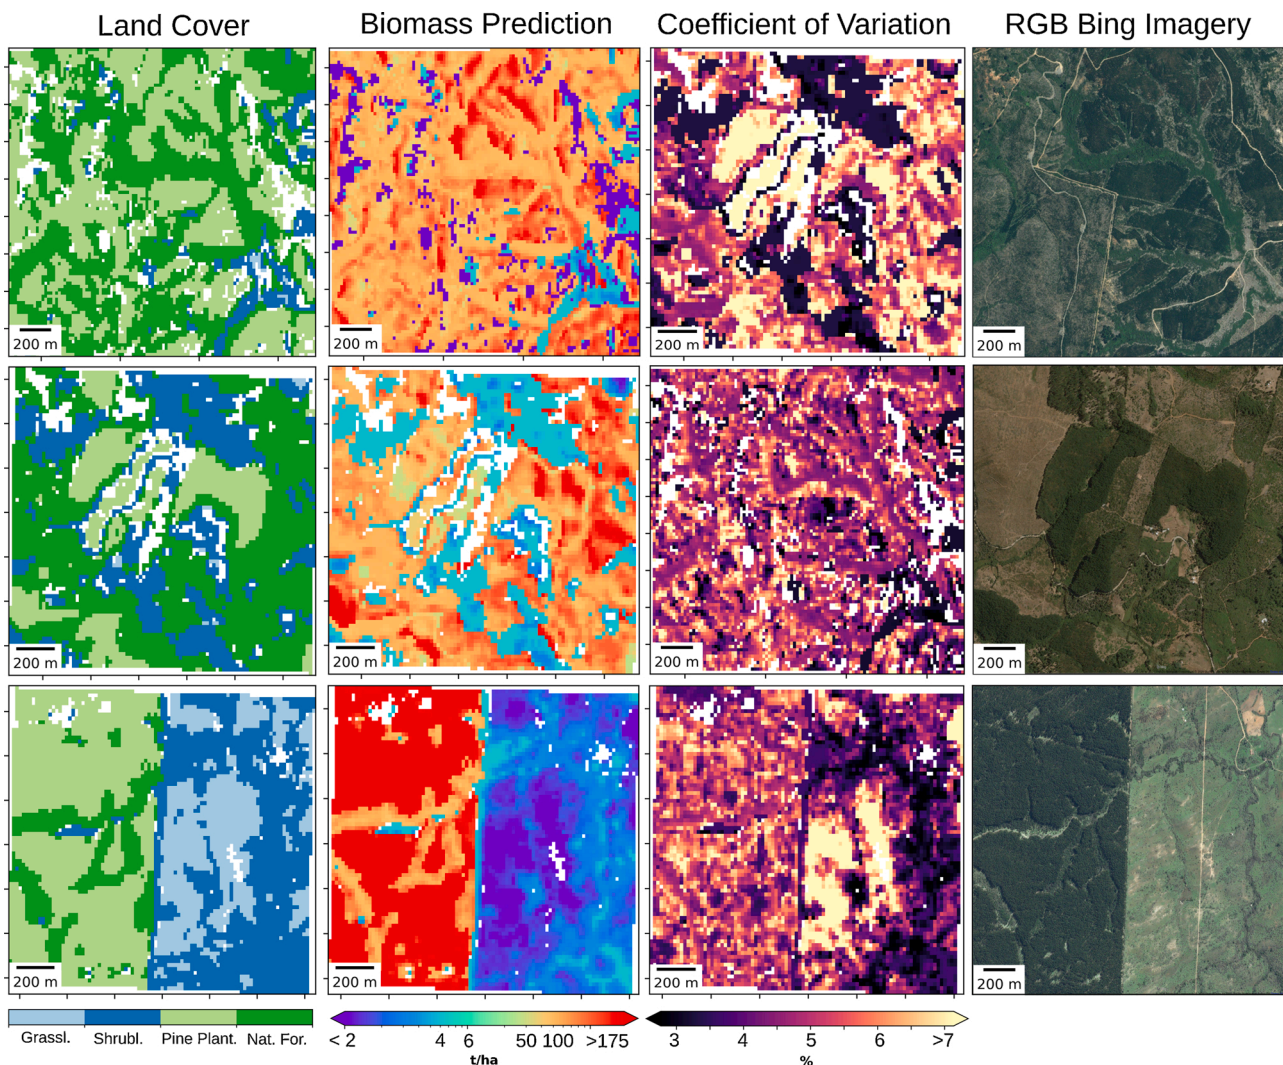 Land Cover Biomass Prediction Coefficient of Variation RGB Bing Imagery
200 m 200 m 200 m 200 m
200 m 200 m 200 m 200 m
200 m 200 m 200 m 200 m
Grassl. Shrubl. Pine Plant. Nat. For.
< 2 4 6 50 100 >175
t/ha
3 4 5 6 >7
%